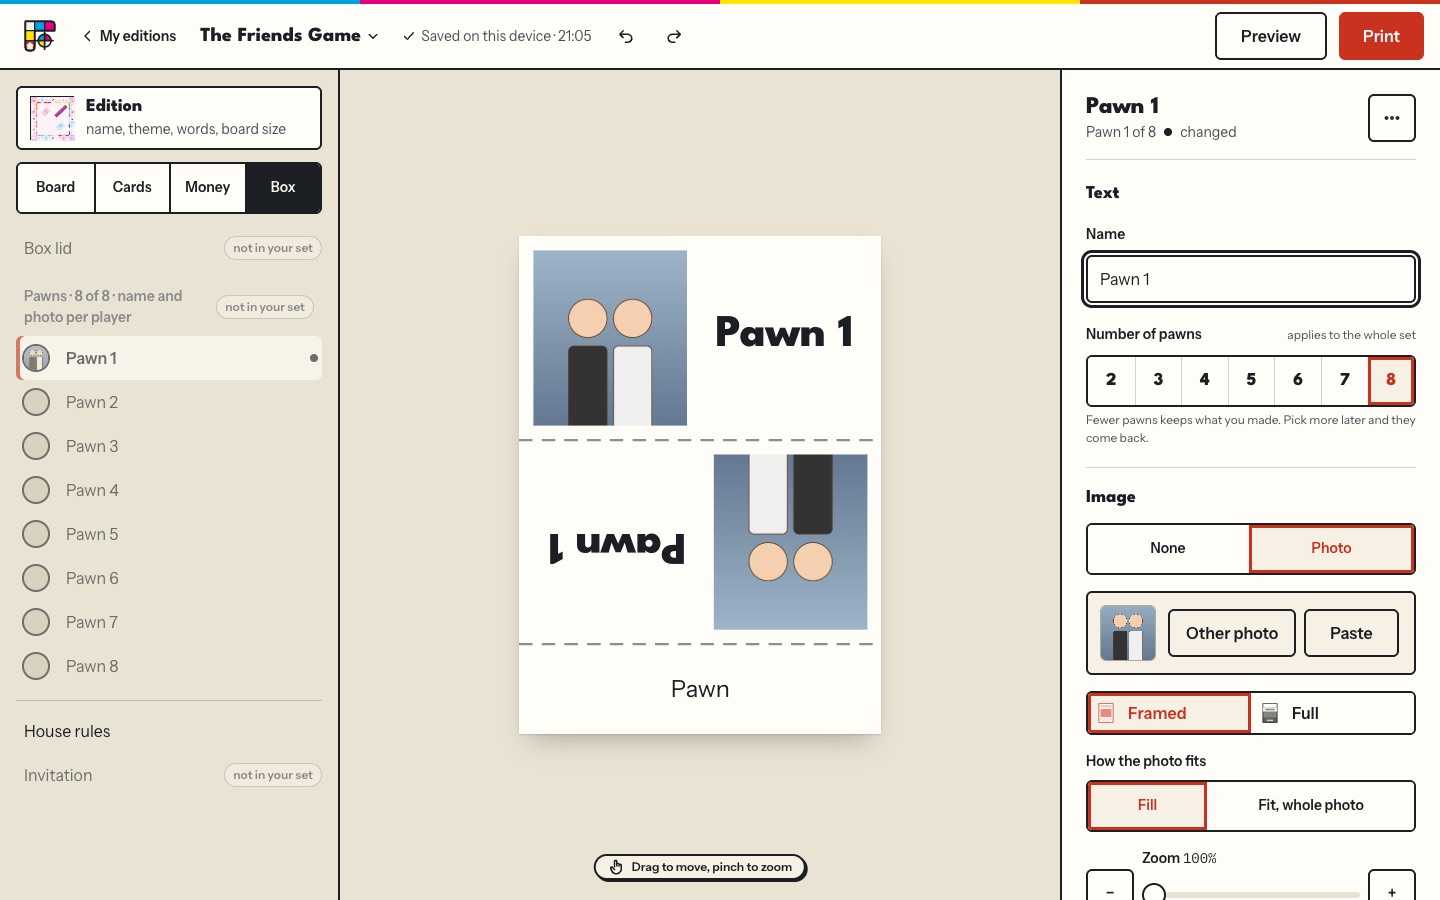 My editions
The Friends Game
Saved on this device · 21:05
Preview
Print
Edition
name, theme, words, board size
Board
Cards
Money
Box
Box lid
not in your set
Pawns · 8 of 8 · name and
photo per player
not in your set
Pawn 1
Pawn 2
Pawn 3
Pawn 4
Pawn 5
Pawn 6
Pawn 7
Pawn 8
House rules
Invitation
not in your set
Pawn 1
Pawn 1
Pawn
Drag to move, pinch to zoom
Pawn 1
Pawn 1 of 8 ● changed
Text
Name
Pawn 1
Number of pawns
applies to the whole set
2 3 4 5 6 7 8
Fewer pawns keeps what you made. Pick more later and they
come back.
Image
None
Photo
Other photo
Paste
Framed
Full
How the photo fits
Fill
Fit, whole photo
Zoom 100%